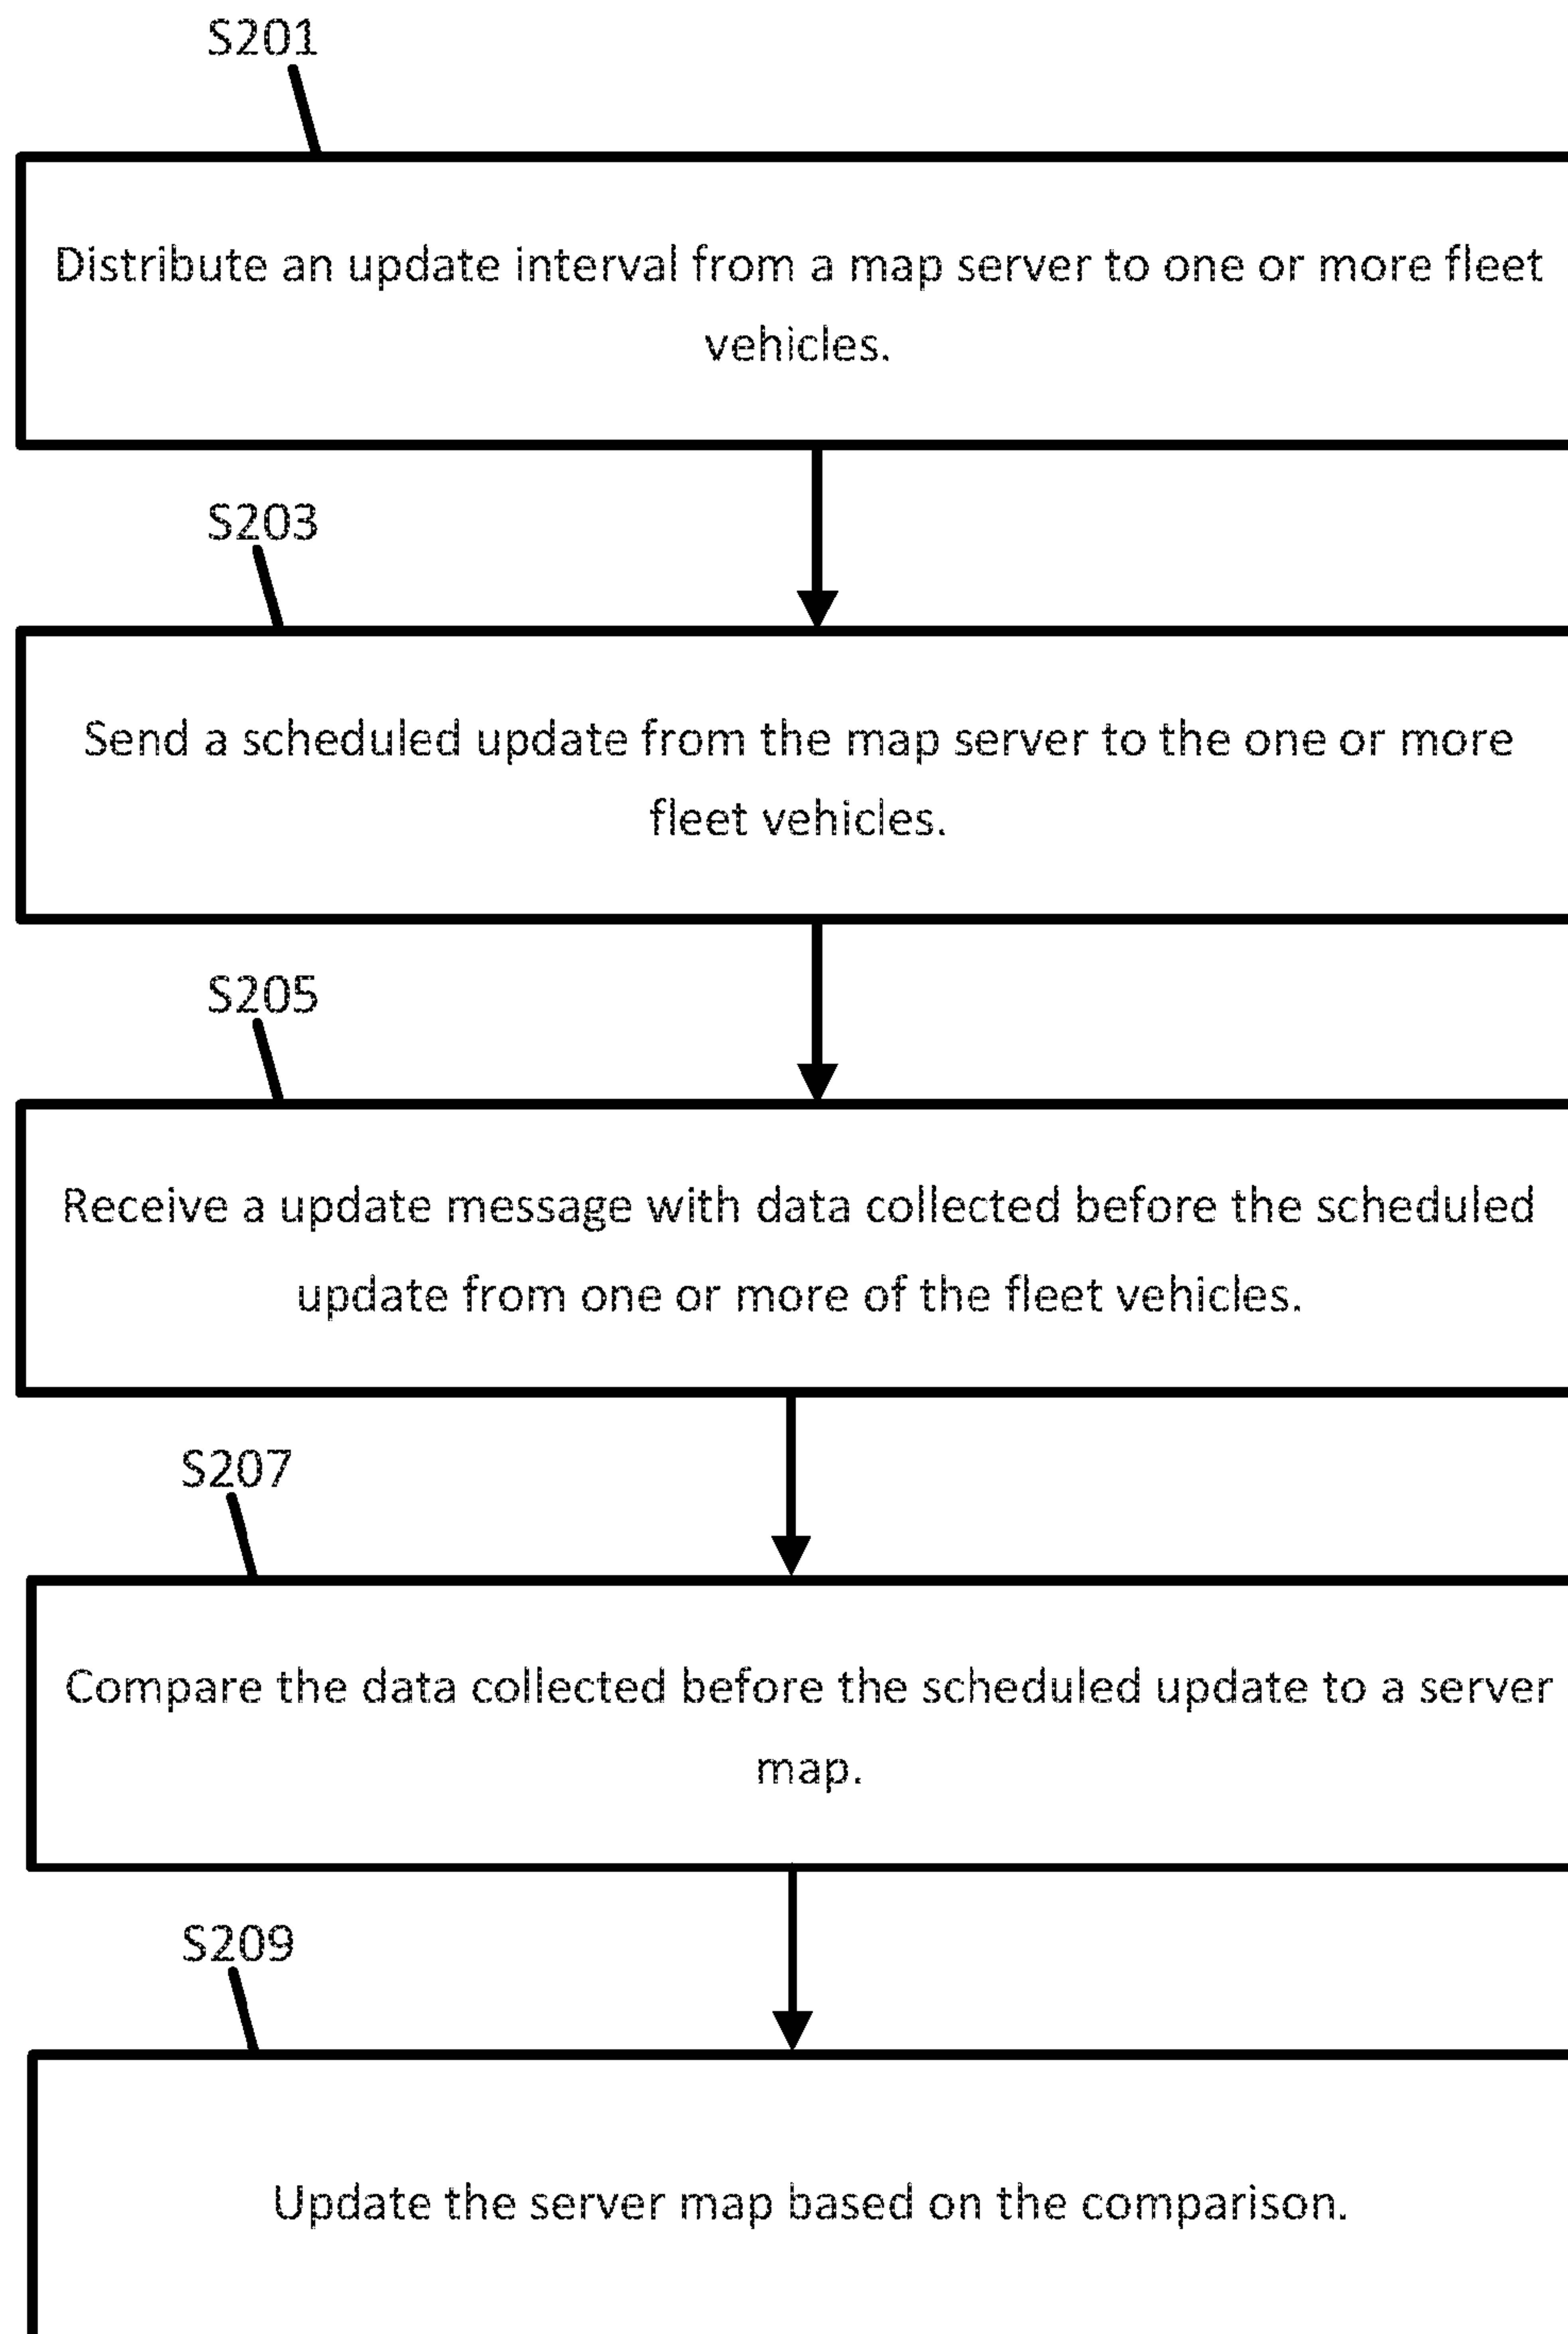 S201
Distribute an update interval from a map server to one or more fleet
vehicles.
S203
Send a scheduled update from the map server to the one or more
fleet vehicles.
S205
Receive a update message with data collected before the scheduled
update from one or more of the fleet vehicles.
S207
Compare the data collected before the scheduled update to a server
map.
S209
Update the server map based on the comparison.